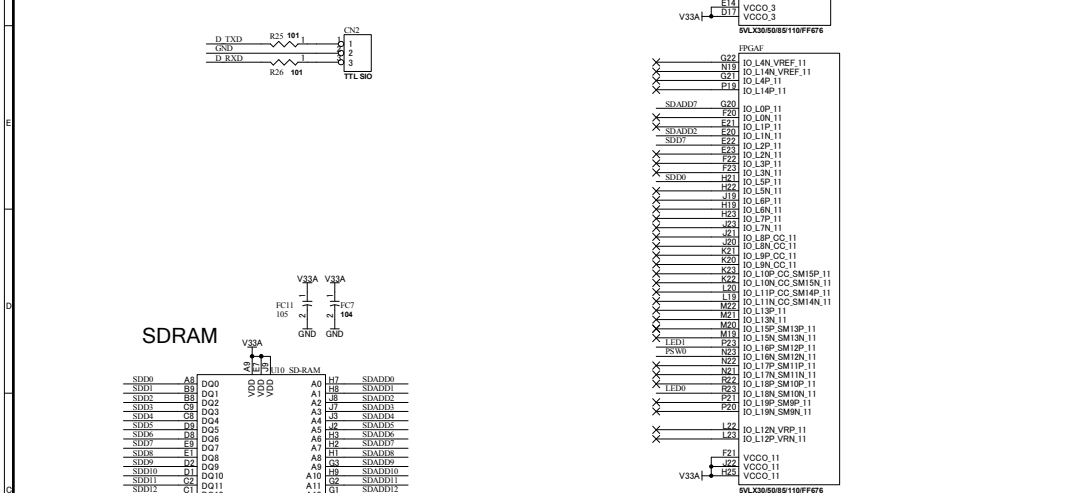 E14 VCCO_3
V33A D17 VCCO_3
5VLX30/50/85/110/FF676
CN2
D_TXD R25 101 1 1
GND 2 2
D_RXD 1 3 3
R26 101 TTL SIO
FPGAF
G22 IO_L4N_VREF_11
N19 IO_L14N_VREF_11
G21 IO_L4P_11
P19 IO_L14P_11
SDADD7 G20 IO_L0P_11
F20 IO_L0N_11
E21 IO_L1P_11
SDADD2 E20 IO_L1N_11
SDD7 E22 IO_L2P_11
E23 IO_L2N_11
F22 IO_L3P_11
F23 IO_L3N_11
SDD0 H21 IO_L5P_11
H22 IO_L5N_11
J19 IO_L6P_11
H19 IO_L6N_11
H23 IO_L7P_11
J23 IO_L7N_11
J21 IO_L8P_CC_11
J20 IO_L8N_CC_11
K21 IO_L9P_CC_11
K20 IO_L9N_CC_11
K23 IO_L10P_CC_SM15P_11
K22 IO_L10N_CC_SM15N_11
L20 IO_L11P_CC_SM14P_11
L19 IO_L11N_CC_SM14N_11
M22 IO_L13P_11
M21 IO_L13N_11
M20 IO_L15P_SM13P_11
M19 IO_L15N_SM13N_11
LED1 P23 IO_L16P_SM12P_11
PSW0 N23 IO_L16N_SM12N_11
N22 IO_L17P_SM11P_11
N21 IO_L17N_SM11N_11
R22 IO_L18P_SM10P_11
LED0 R23 IO_L18N_SM10N_11
P21 IO_L19P_SM9P_11
P20 IO_L19N_SM9N_11
L22 IO_L12N_VRP_11
L23 IO_L12P_VRN_11
F21 VCCO_11
J22 VCCO_11
V33A H25 VCCO_11
5VLX30/50/85/110/FF676
E
D
C
V33A V33A
1 1
FC11 FC7
105 2 2 104
GND GND
SDRAM
V33A
A9 E7 J9 U10 SD-RAM
VDD VDD VDD
SDD0 A8 DQ0 A0 H7 SDADD0
SDD1 B9 DQ1 A1 H8 SDADD1
SDD2 B8 DQ2 A2 J8 SDADD2
SDD3 C9 DQ3 A3 J7 SDADD3
SDD4 C8 DQ4 A4 J3 SDADD4
SDD5 D9 DQ5 A5 J2 SDADD5
SDD6 D8 DQ6 A6 H3 SDADD6
SDD7 E9 DQ7 A7 H2 SDADD7
SDD8 E1 DQ8 A8 H1 SDADD8
SDD9 D2 DQ9 A9 G3 SDADD9
SDD10 D1 DQ10 A10 H9 SDADD10
SDD11 C2 DQ11 A11 G2 SDADD11
SDD12 C1 G1 SDADD12